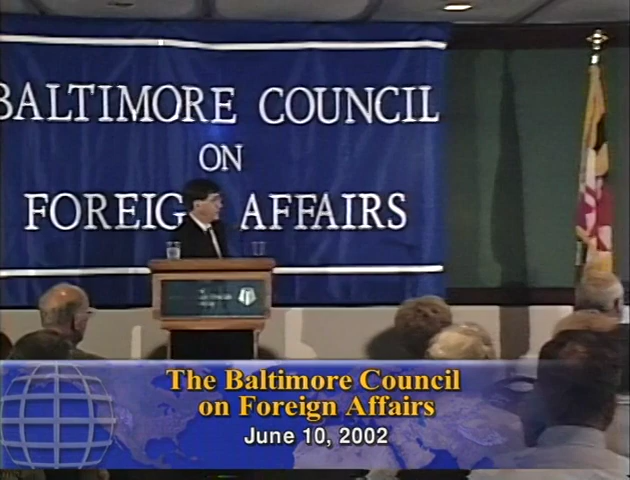 BALTIMORE COUNCIL
ON
FOREIGN AFFAIRS
The Baltimore Council
on Foreign Affairs
June 10, 2002